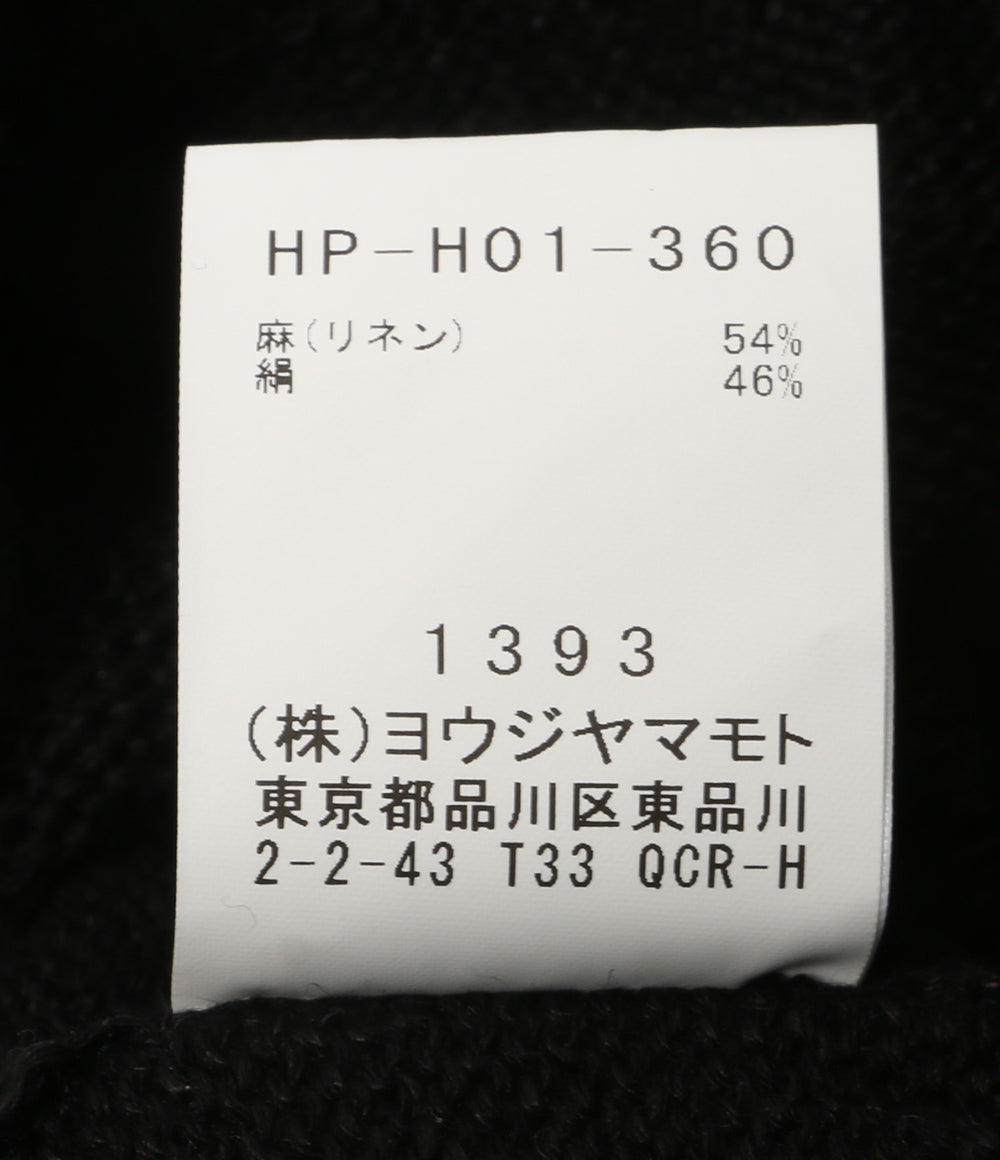 HP-H01-360
麻(リネン) 54%
絹 46%
1393
(株)ヨウジヤマモト
東京都品川区東品川
2-2-43 T33 QCR-H